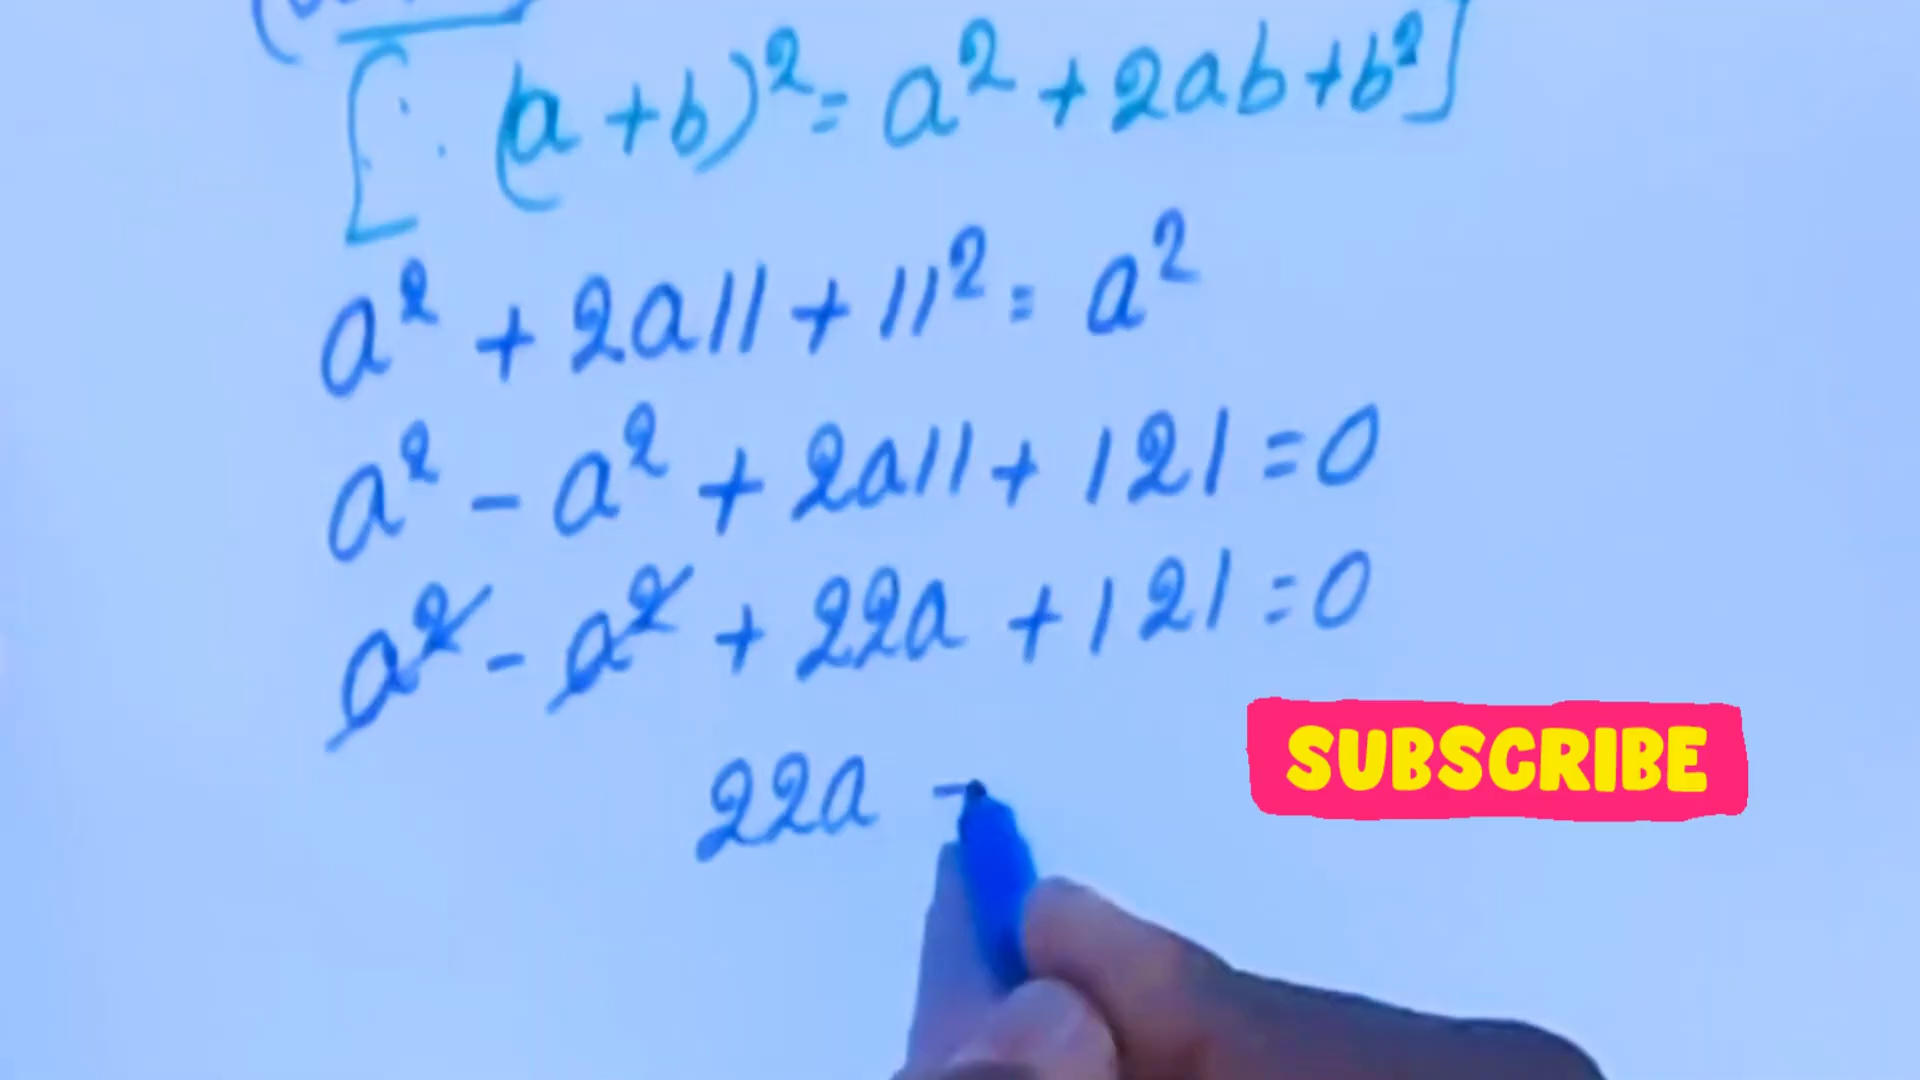 [∵ (a+b)² = a² + 2ab + b²]
a² + 2a11 + 11² = a²
a² - a² + 2a11 + 121 = 0
a² - a² + 22a + 121 = 0
22a -
SUBSCRIBE